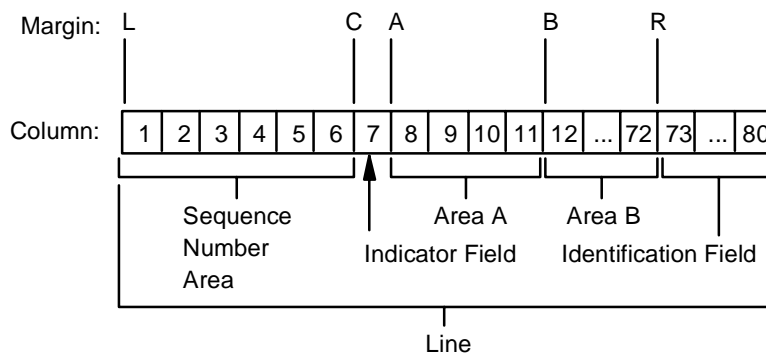 Margin: L C A B R
Column: 1 2 3 4 5 6 7 8 9 10 11 12 ... 72 73 ... 80
Sequence Area A Area B
Number Indicator Field Identification Field
Area
Line